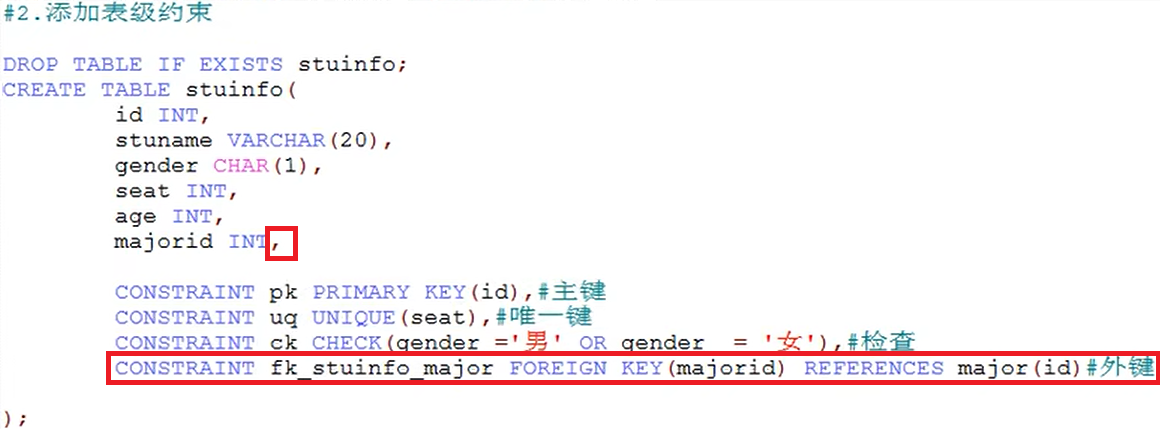 #2.添加表级约束
DROP TABLE IF EXISTS stuinfo;
CREATE TABLE stuinfo(
id INT,
stuname VARCHAR(20),
gender CHAR(1),
seat INT,
age INT,
majorid INT,
CONSTRAINT pk PRIMARY KEY(id),#主键
CONSTRAINT uq UNIQUE(seat),#唯一键
CONSTRAINT ck CHECK(gender ='男' OR gender  = '女'),#检查
CONSTRAINT fk_stuinfo_major FOREIGN KEY(majorid) REFERENCES major(id)#外键
);